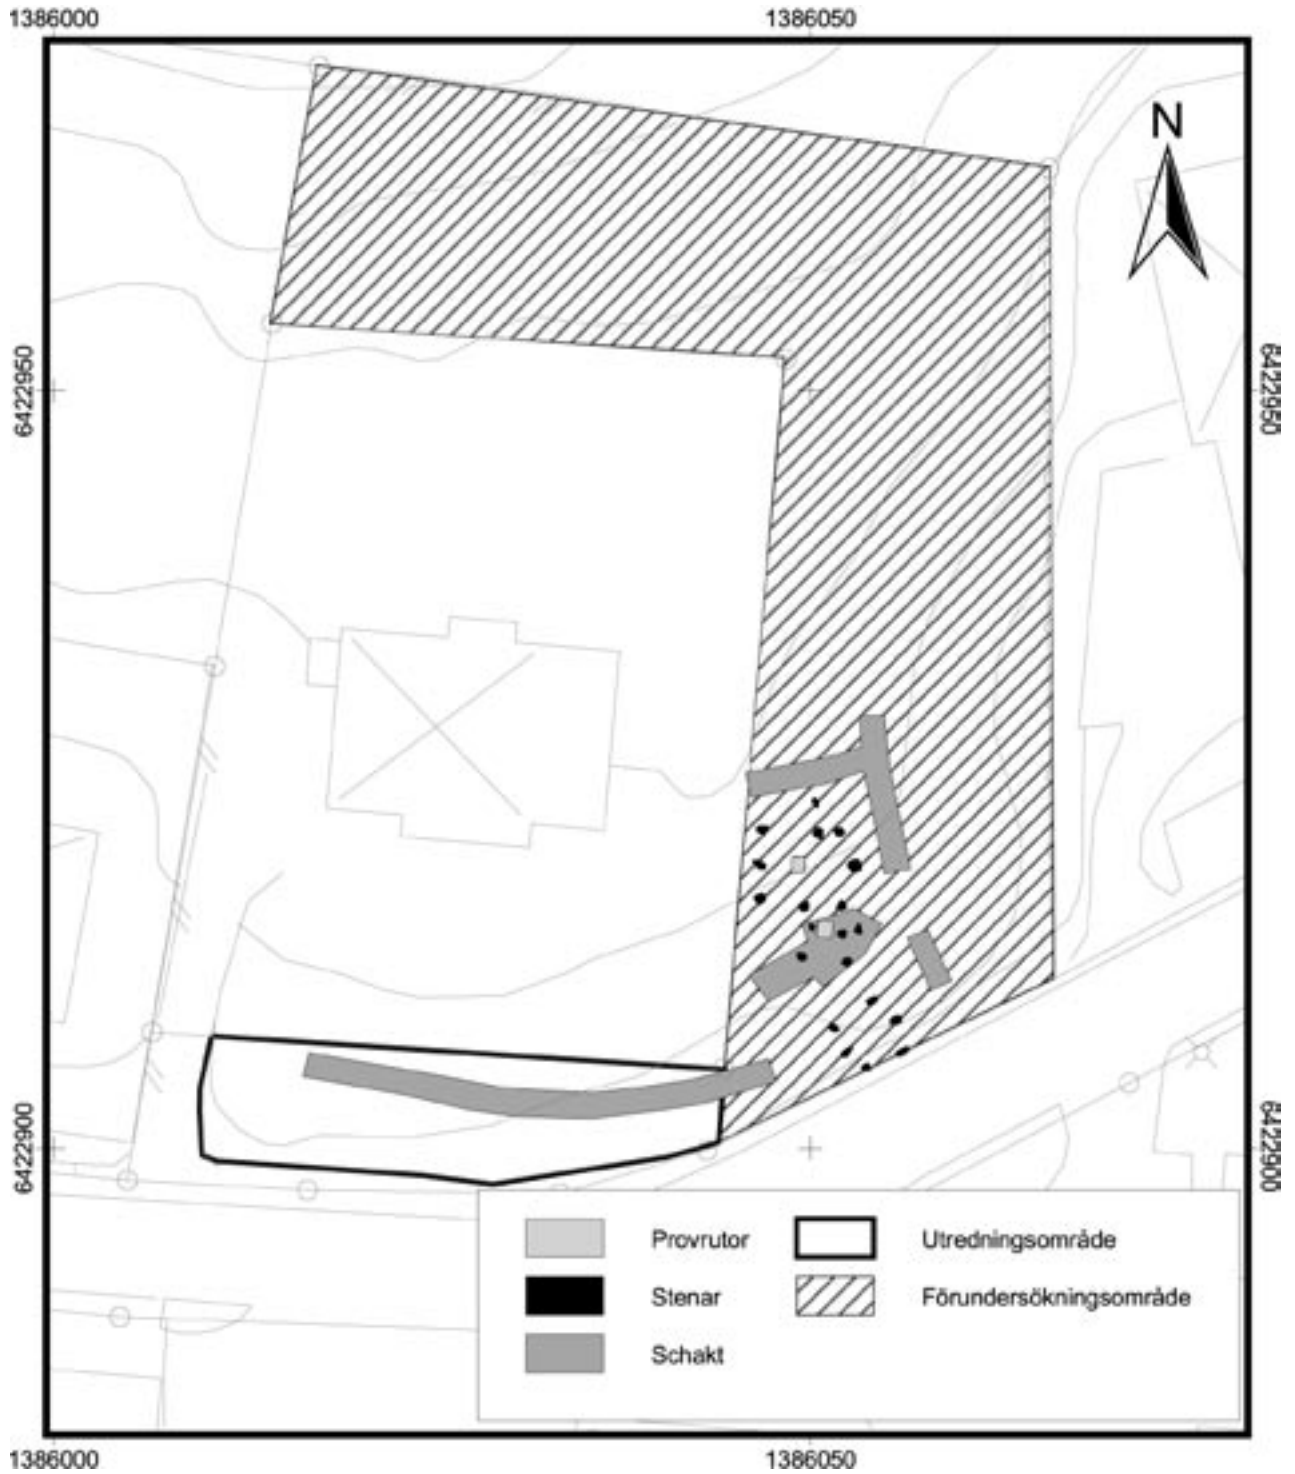 1386000 1386050
N
6422950 6422950
6422900 6422900
Provrutor Utredningsområde
Stenar Förundersökningsområde
Schakt
1386000 1386050